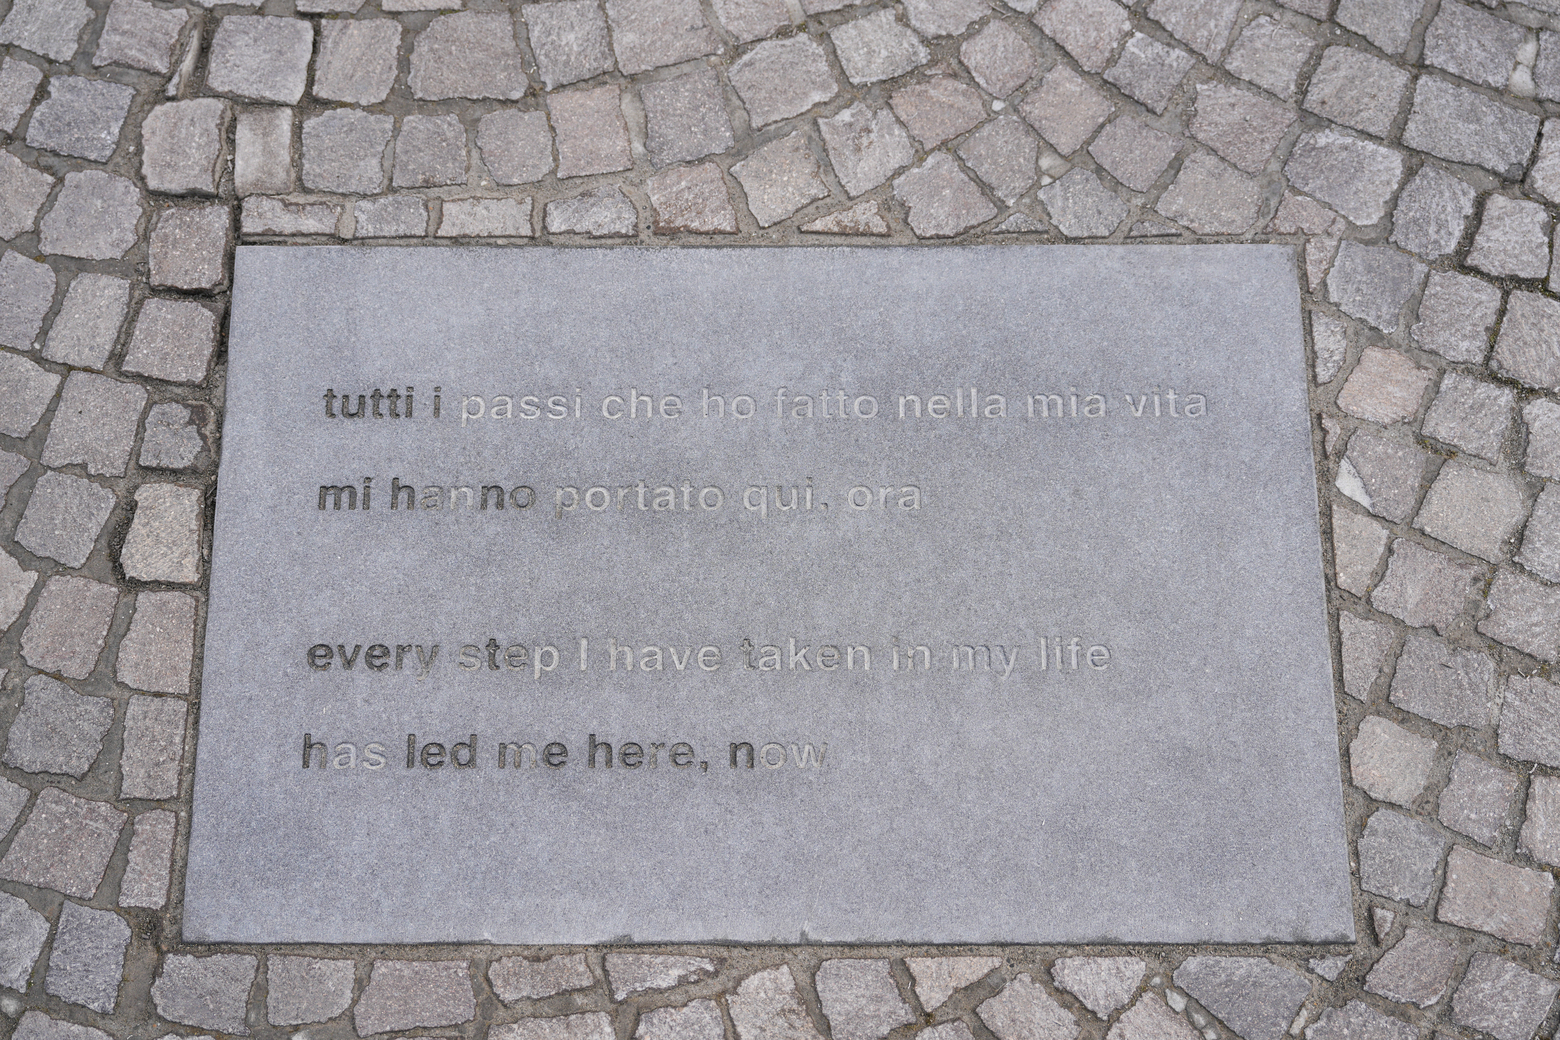 tutti i passi che ho fatto nella mia vita
mi hanno portato qui, ora
every step I have taken in my life
has led me here, now